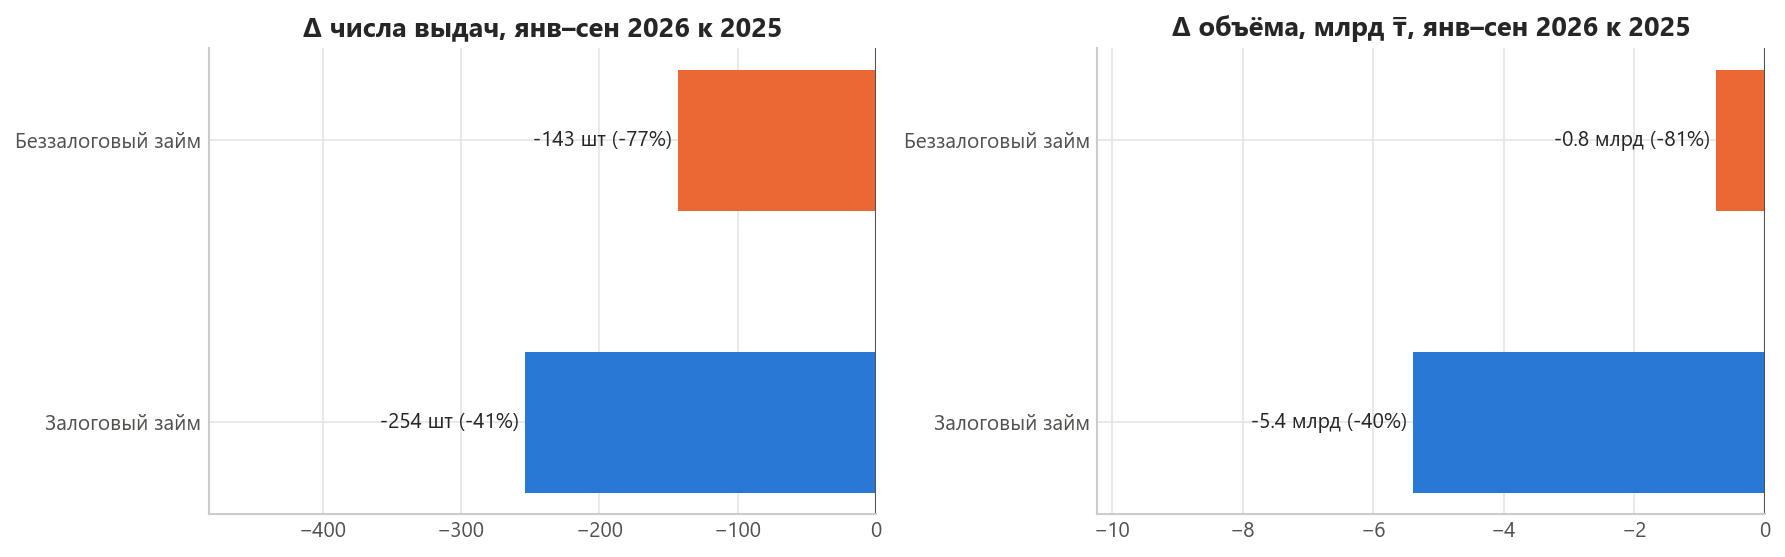 Δ числа выдач, янв–сен 2026 к 2025
Беззалоговый займ
-143 шт (-77%)
Залоговый займ
-254 шт (-41%)
−400 −300 −200 −100 0
Δ объёма, млрд ₸, янв–сен 2026 к 2025
Беззалоговый займ
-0.8 млрд (-81%)
Залоговый займ
-5.4 млрд (-40%)
−10 −8 −6 −4 −2 0